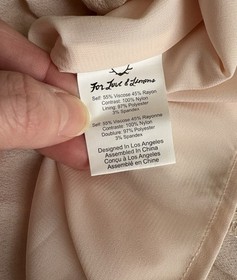 For Love & Lemons
Self: 55% Viscose 45% Rayon
Contrast: 100% Nylon
Lining: 97% Polyester
3% Spandex
Self: 55% Viscose 45% Rayon
Contraste: 100% Nylon
Doublure: 97% Polyester
3% Spandex
Designed in Los Angeles
Assembled In China
Conçu à Los Angeles
Assemblé en Chine